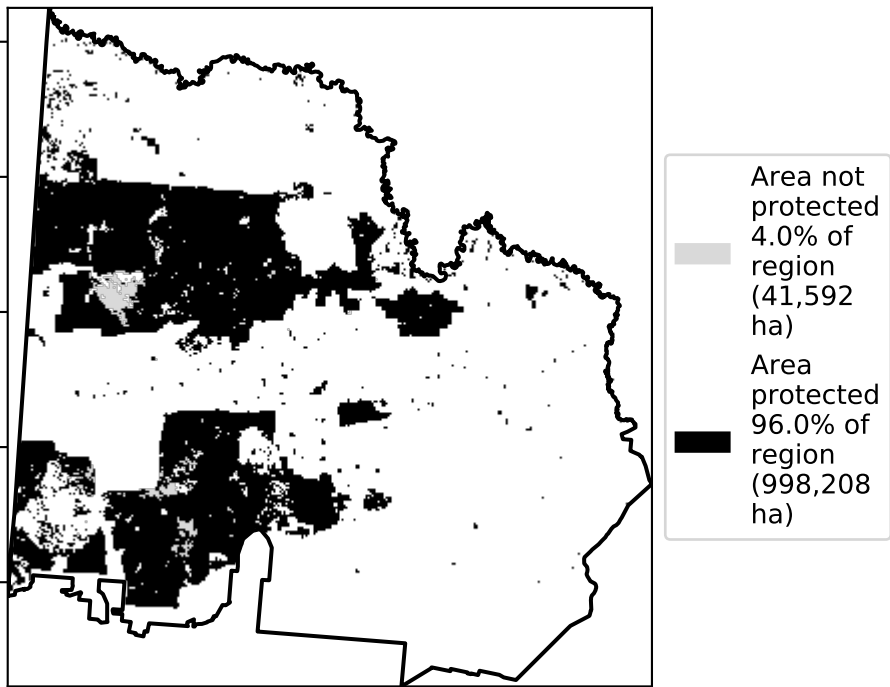 Area not
protected
4.0% of
region
(41,592
ha)
Area
protected
96.0% of
region
(998,208
ha)